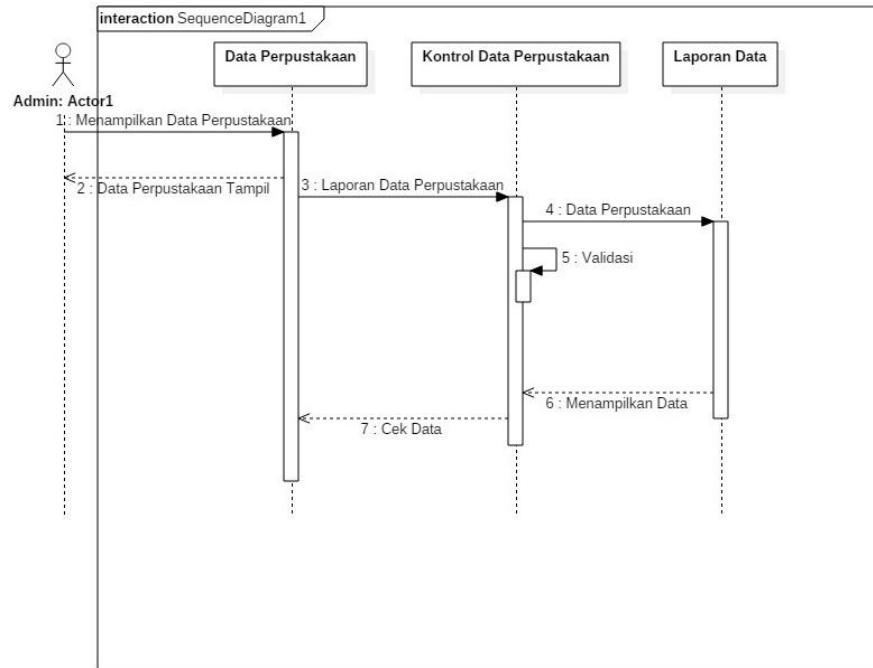 interaction SequenceDiagram1
Data Perpustakaan
Kontrol Data Perpustakaan
Laporan Data
Admin: Actor1
1 : Menampilkan Data Perpustakaan
2 : Data Perpustakaan Tampil
3 : Laporan Data Perpustakaan
4 : Data Perpustakaan
5 : Validasi
6 : Menampilkan Data
7 : Cek Data